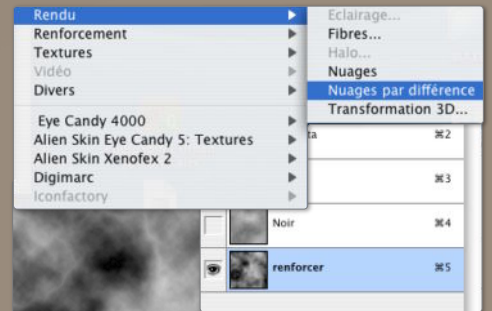 Rendu
Renforcement
Textures
Vidéo
Divers
Eye Candy 4000
Alien Skin Eye Candy 5: Textures
Alien Skin Xenofex 2
Digimarc
Iconfactory
Eclairage...
Fibres...
Halo...
Nuages
Nuages par différence
Transformation 3D...
⌘2
⌘3
Noir ⌘4
renforcer ⌘5